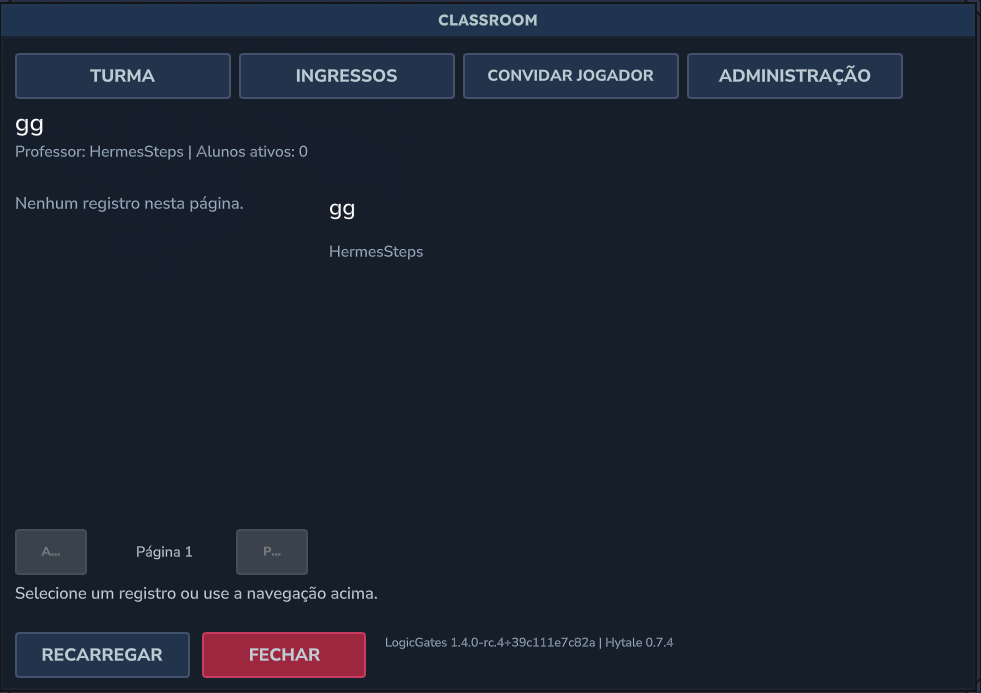 CLASSROOM
TURMA
INGRESSOS
CONVIDAR JOGADOR
ADMINISTRAÇÃO
gg
Professor: HermesSteps | Alunos ativos: 0
Nenhum registro nesta página.
gg
HermesSteps
A...
Página 1
P...
Selecione um registro ou use a navegação acima.
RECARREGAR
FECHAR
LogicGates 1.4.0-rc.4+39c111e7c82a | Hytale 0.7.4